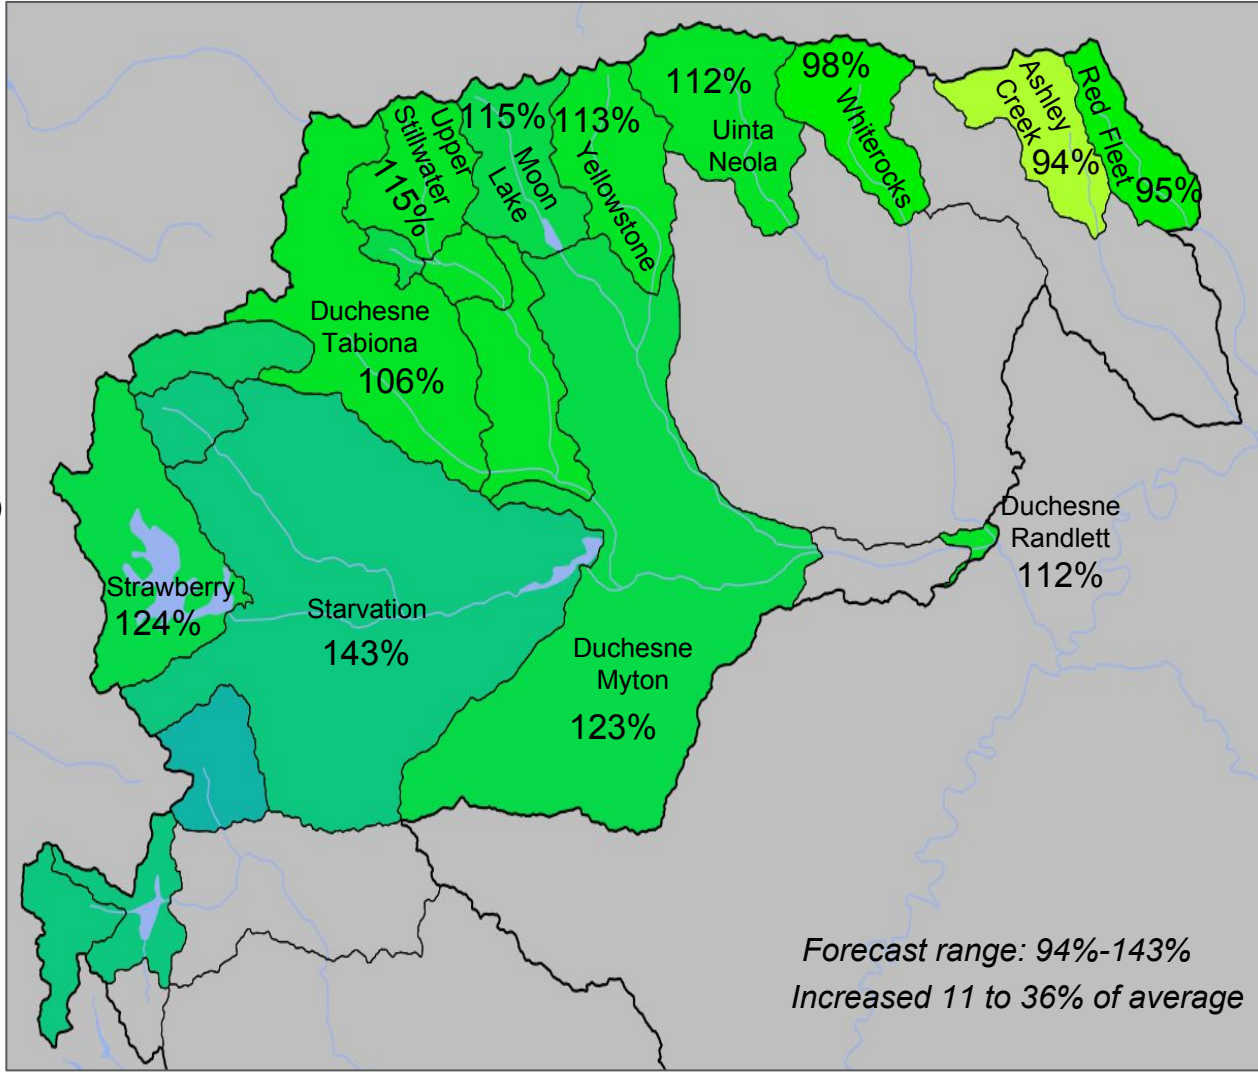 112%
Uinta
Neola
98%
Whiterocks
Ashley
Creek
94%
Red Fleet
95%
Upper
Stillwater
115%
115%
Moon
Lake
113%
Yellowstone
Duchesne
Tabiona
106%
Strawberry
124%
Starvation
143%
Duchesne
Myton
123%
Duchesne
Randlett
112%
Forecast range: 94%-143%
Increased 11 to 36% of average